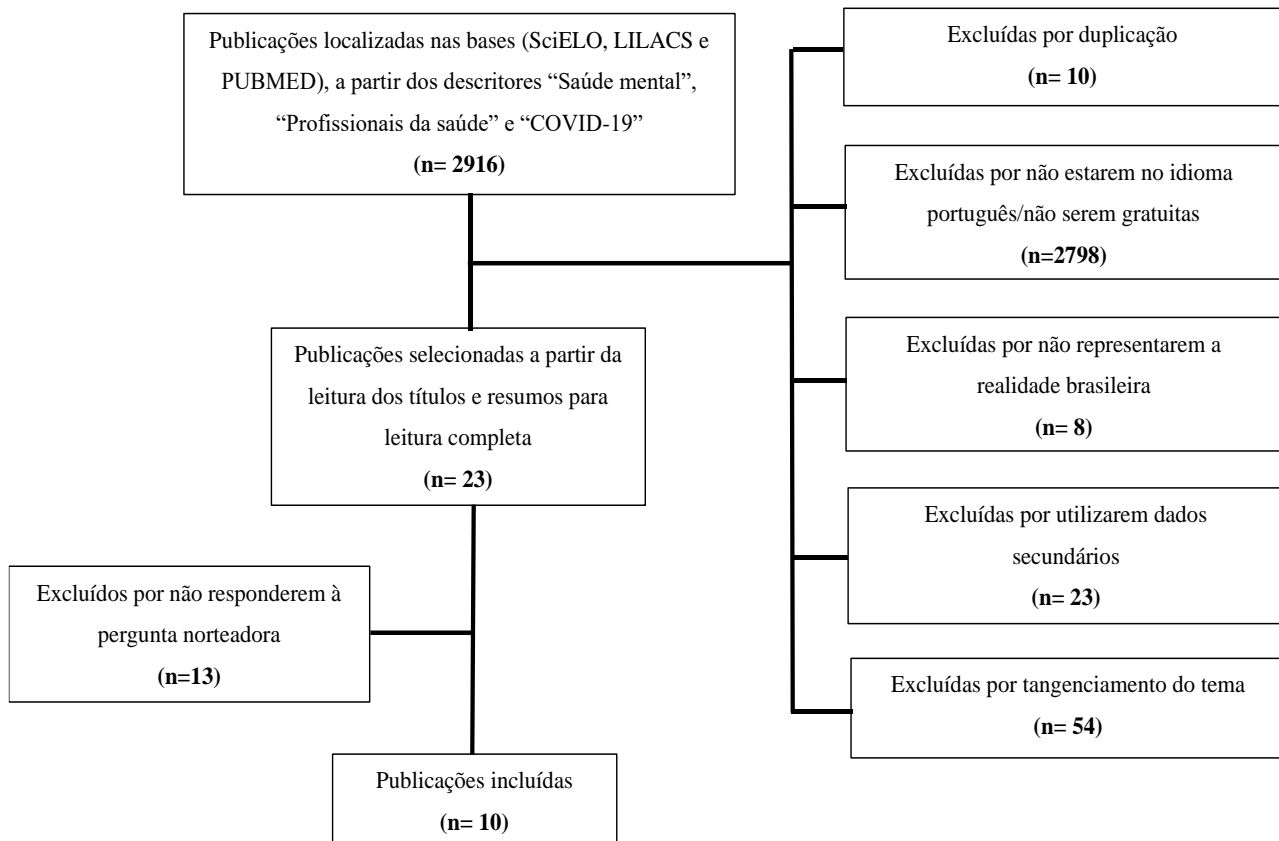 Publicações localizadas nas bases (SciELO, LILACS e
PUBMED), a partir dos descritores “Saúde mental”,
“Profissionais da saúde” e “COVID-19”
(n= 2916)
Excluídas por duplicação
(n= 10)
Excluídas por não estarem no idioma
português/não serem gratuitas
(n=2798)
Excluídas por não representarem a
realidade brasileira
(n= 8)
Excluídas por utilizarem dados
secundários
(n= 23)
Excluídas por tangenciamento do tema
(n= 54)
Publicações selecionadas a partir da
leitura dos títulos e resumos para
leitura completa
(n= 23)
Excluídos por não responderem à
pergunta norteadora
(n=13)
Publicações incluídas
(n= 10)